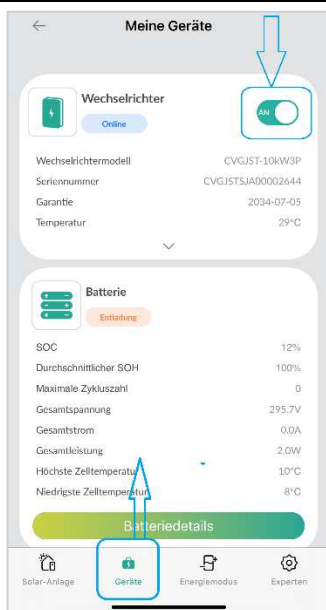 Meine Geräte
Wechselrichter
AN
Online
Wechselrichtermodell CVGJST-10kW3P
Seriennummer CVGJSTSJA00002644
Garantie 2034-07-05
Temperatur 29°C
Batterie
Entladung
SOC 12%
Durchschnittlicher SOH 100%
Maximale Zykluszahl 0
Gesamtspannung 295.7V
Gesamtstrom 0.0A
Gesamtleistung 2.0W
Höchste Zelltemperatur 10°C
Niedrigste Zelltemperatur 8°C
Batteriedetails
Solar-Anlage Geräte Energiemodus Experten